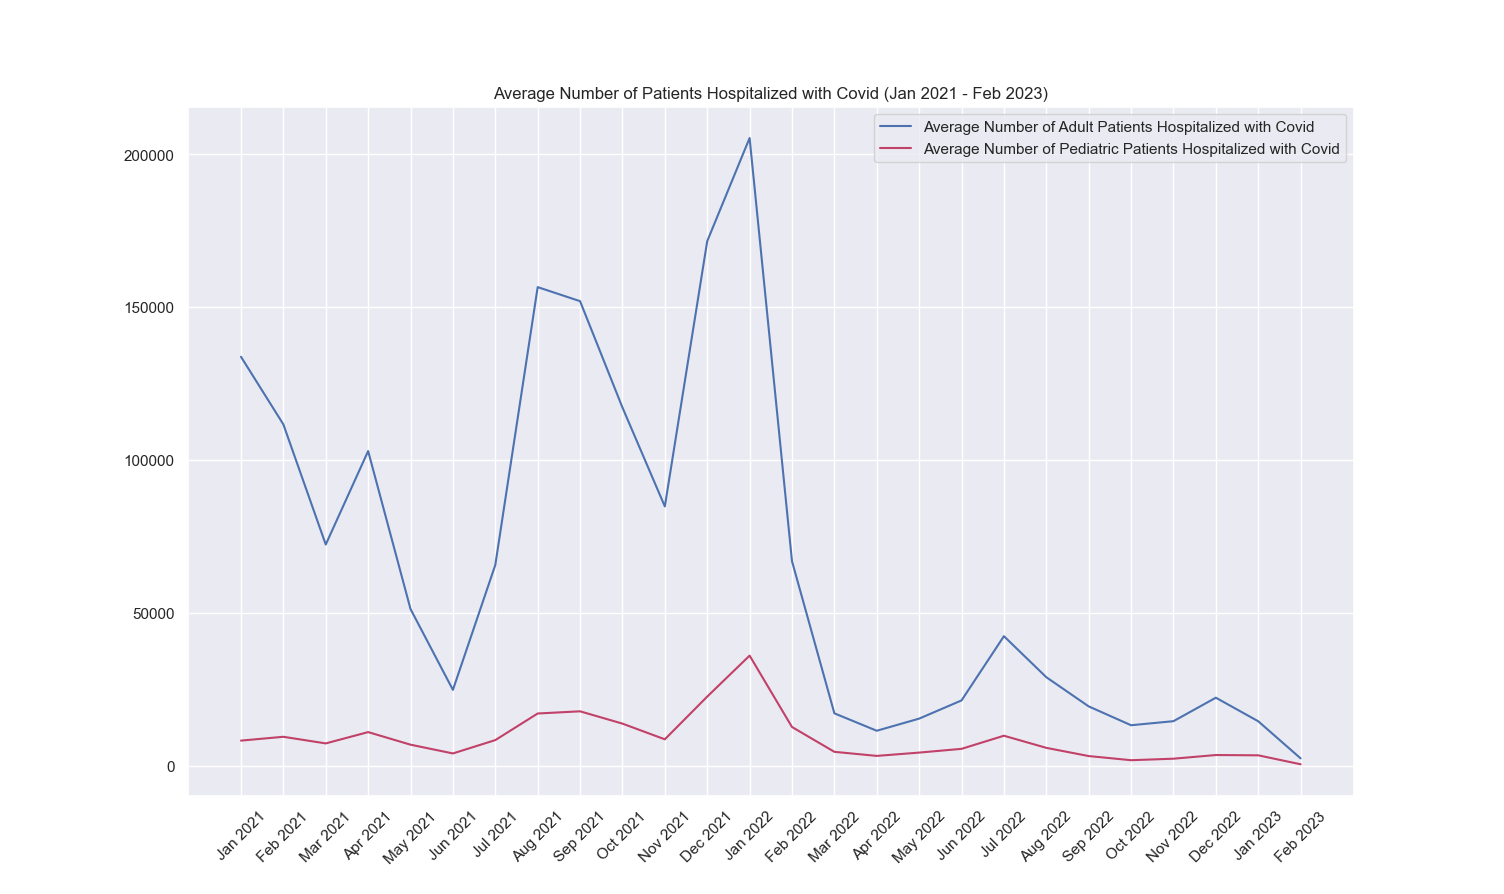 Average Number of Patients Hospitalized with Covid (Jan 2021 - Feb 2023)
Average Number of Adult Patients Hospitalized with Covid
Average Number of Pediatric Patients Hospitalized with Covid
200000
150000
100000
50000
0
Jan 2021
Feb 2021
Mar 2021
Apr 2021
May 2021
Jun 2021
Jul 2021
Aug 2021
Sep 2021
Oct 2021
Nov 2021
Dec 2021
Jan 2022
Feb 2022
Mar 2022
Apr 2022
May 2022
Jun 2022
Jul 2022
Aug 2022
Sep 2022
Oct 2022
Nov 2022
Dec 2022
Jan 2023
Feb 2023